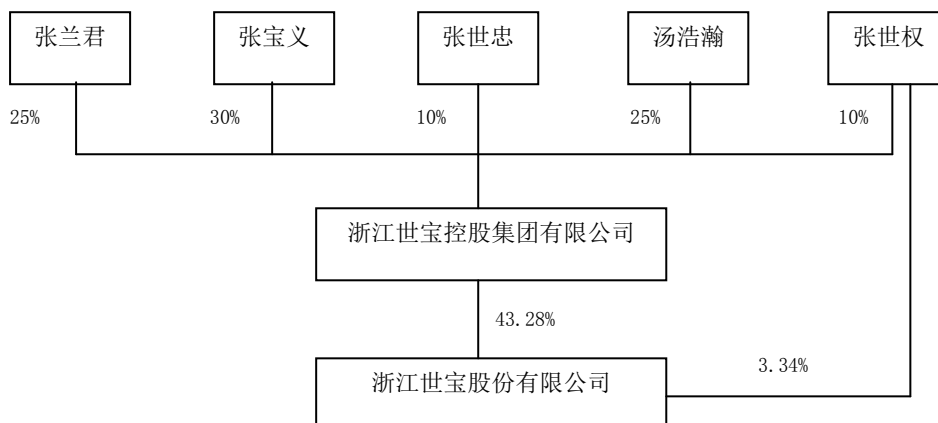 张兰君
张宝义
张世忠
汤浩瀚
张世权
25%
30%
10%
25%
10%
浙江世宝控股集团有限公司
43.28%
3.34%
浙江世宝股份有限公司